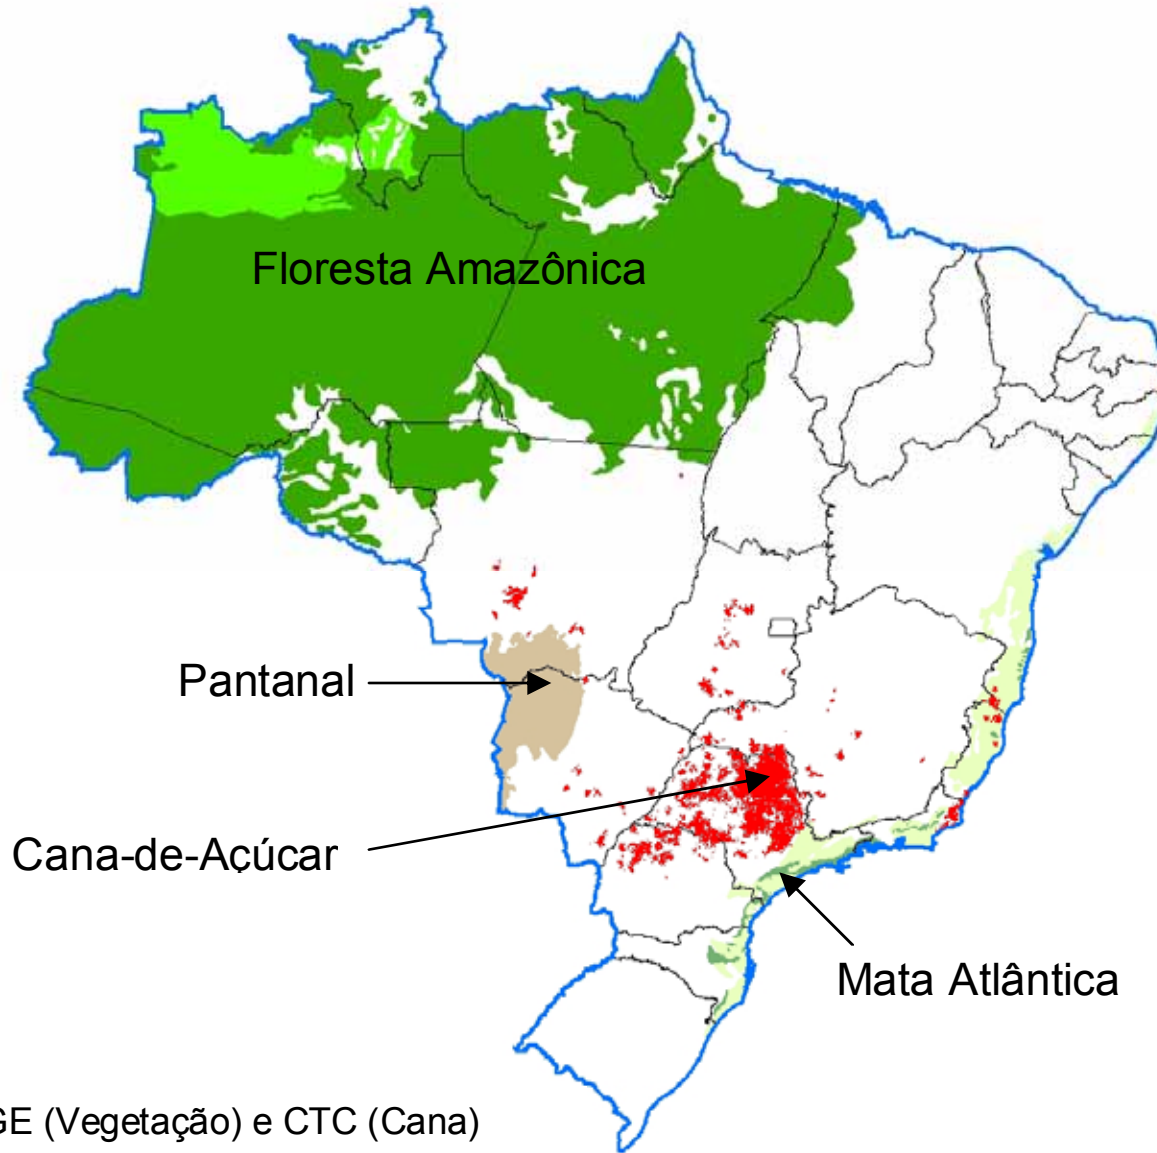 Floresta Amazônica
Pantanal
Cana-de-Açúcar
Mata Atlântica
GE (Vegetação) e CTC (Cana)